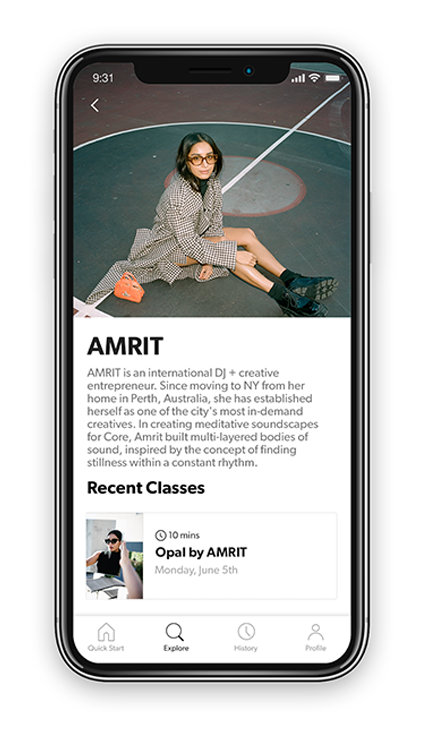 9:31
AMRIT
AMRIT is an international DJ + creative
entrepreneur. Since moving to NY from her
home in Perth, Australia, she has established
herself as one of the city's most in-demand
creatives. In creating meditative soundscapes
for Core, Amrit built multi-layered bodies of
sound, inspired by the concept of finding
stillness within a constant rhythm.
Recent Classes
10 mins
Opal by AMRIT
Monday, June 5th
Quick Start Explore History Profile